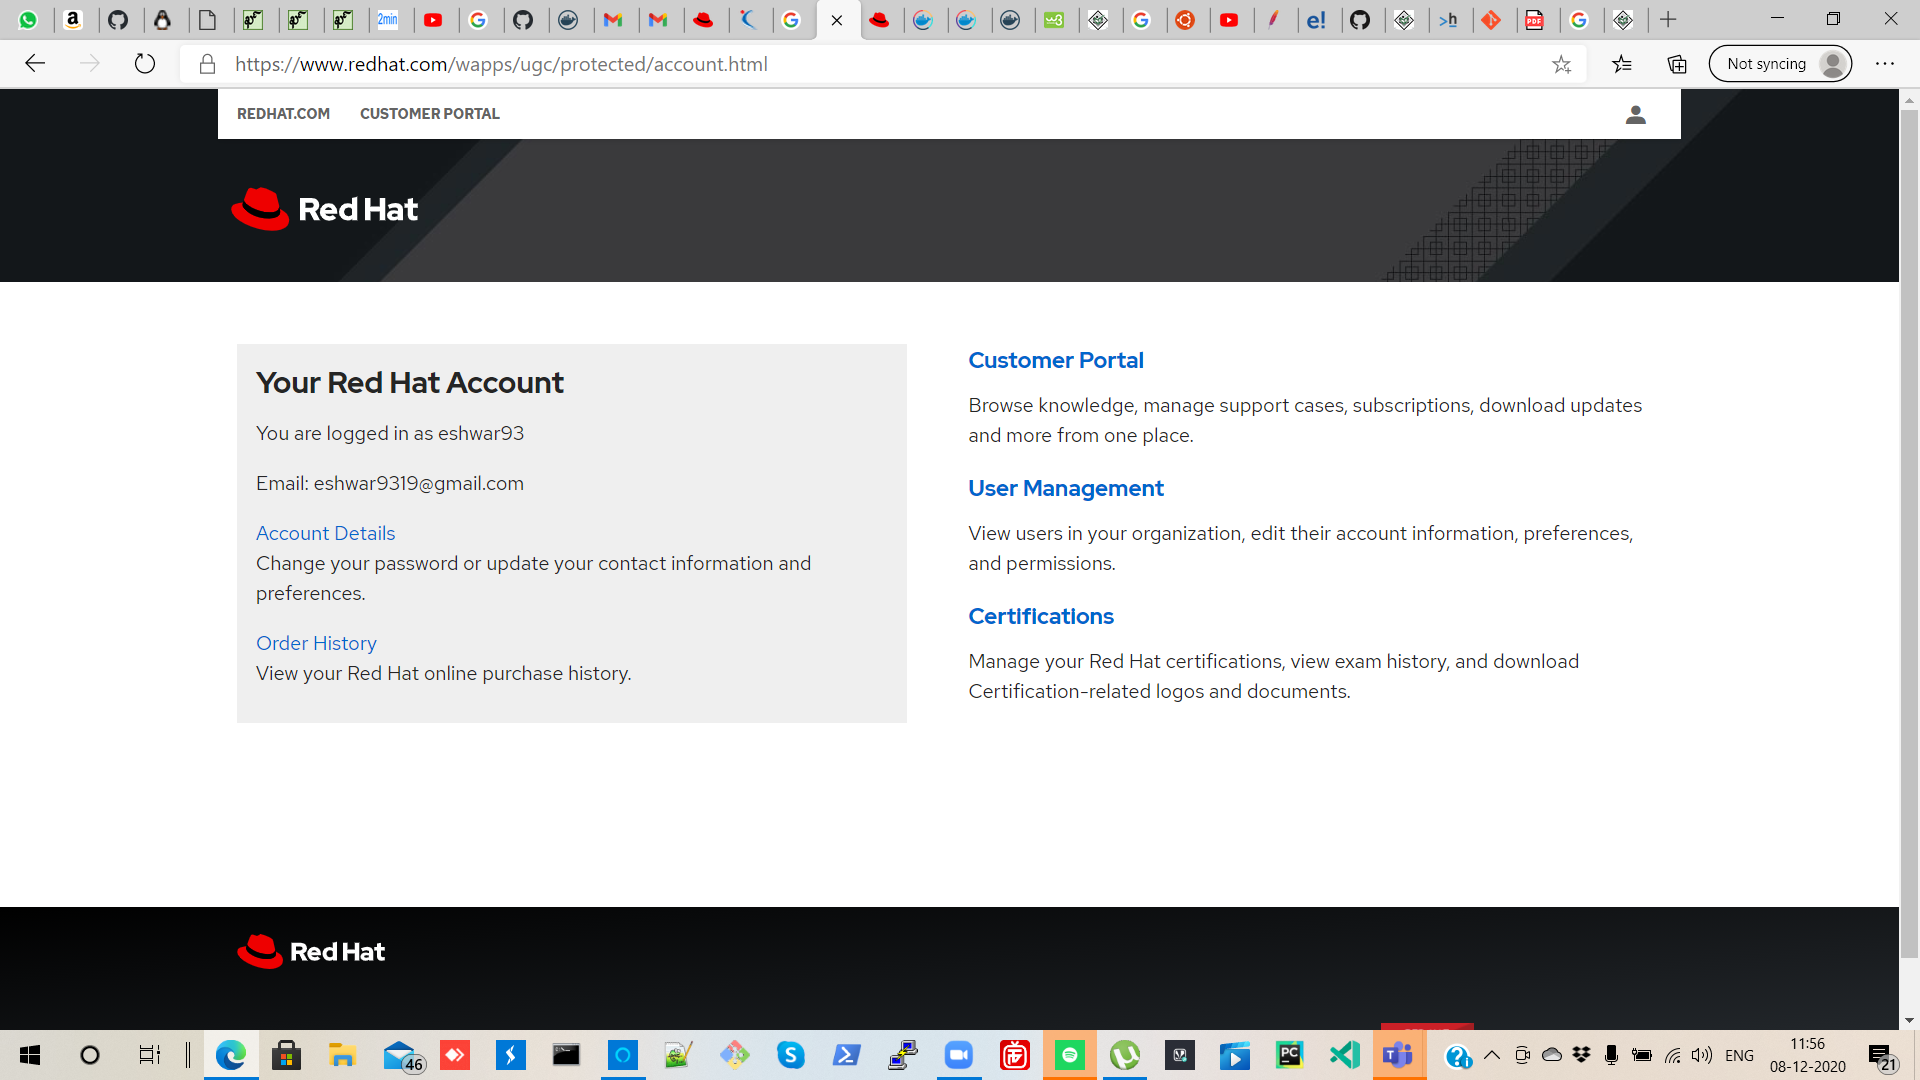 2min
https://www.redhat.com/wapps/ugc/protected/account.html
Not syncing
REDHAT.COM
CUSTOMER PORTAL
Red Hat
Your Red Hat Account
You are logged in as eshwar93
Email: eshwar9319@gmail.com
Account Details
Change your password or update your contact information and
preferences.
Order History
View your Red Hat online purchase history.
Customer Portal
Browse knowledge, manage support cases, subscriptions, download updates
and more from one place.
User Management
View users in your organization, edit their account information, preferences,
and permissions.
Certifications
Manage your Red Hat certifications, view exam history, and download
Certification-related logos and documents.
Red Hat
46
PC
ENG
11:56
08-12-2020
21